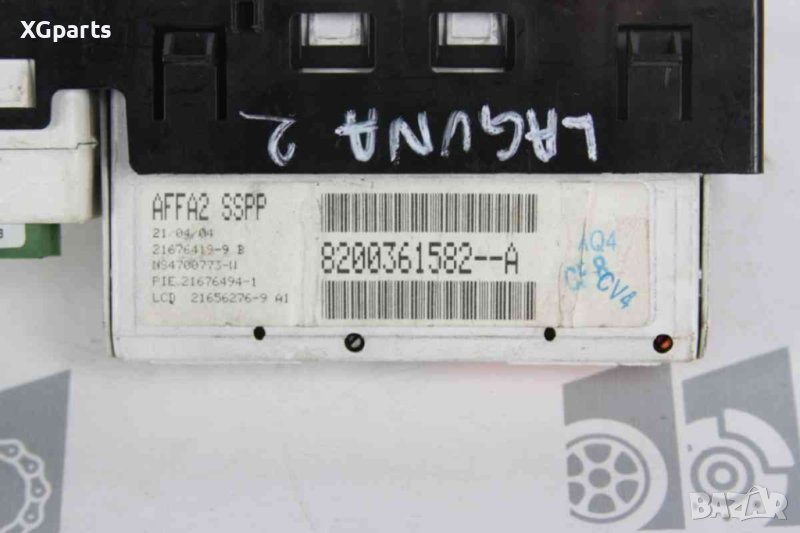 XGparts
LAGUNA 2
AFFA2 SSPP
21/04/04
21676419-9 B
NS4700773-W
PIE.21676494-1
LCD 21656276-9 A1
8200361582--A
AQ4
CV4
BAZAR